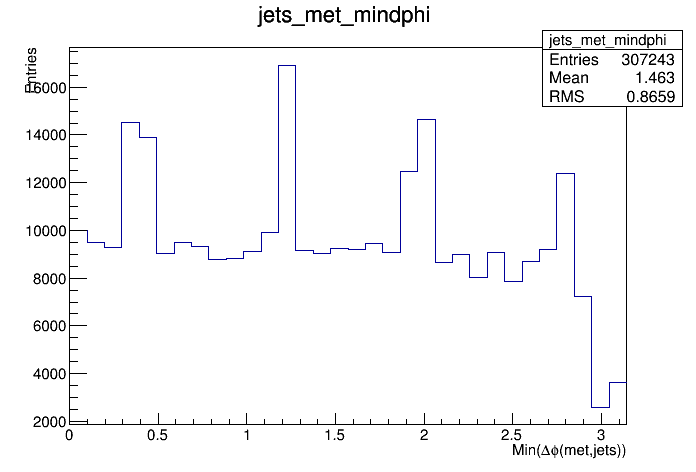 jets_met_mindphi
jets_met_mindphi
Entries 307243
Mean 1.463
RMS 0.8659
Entries
16000
14000
12000
10000
8000
6000
4000
2000
0 0.5 1 1.5 2 2.5 3
Min(Δϕ(met,jets))